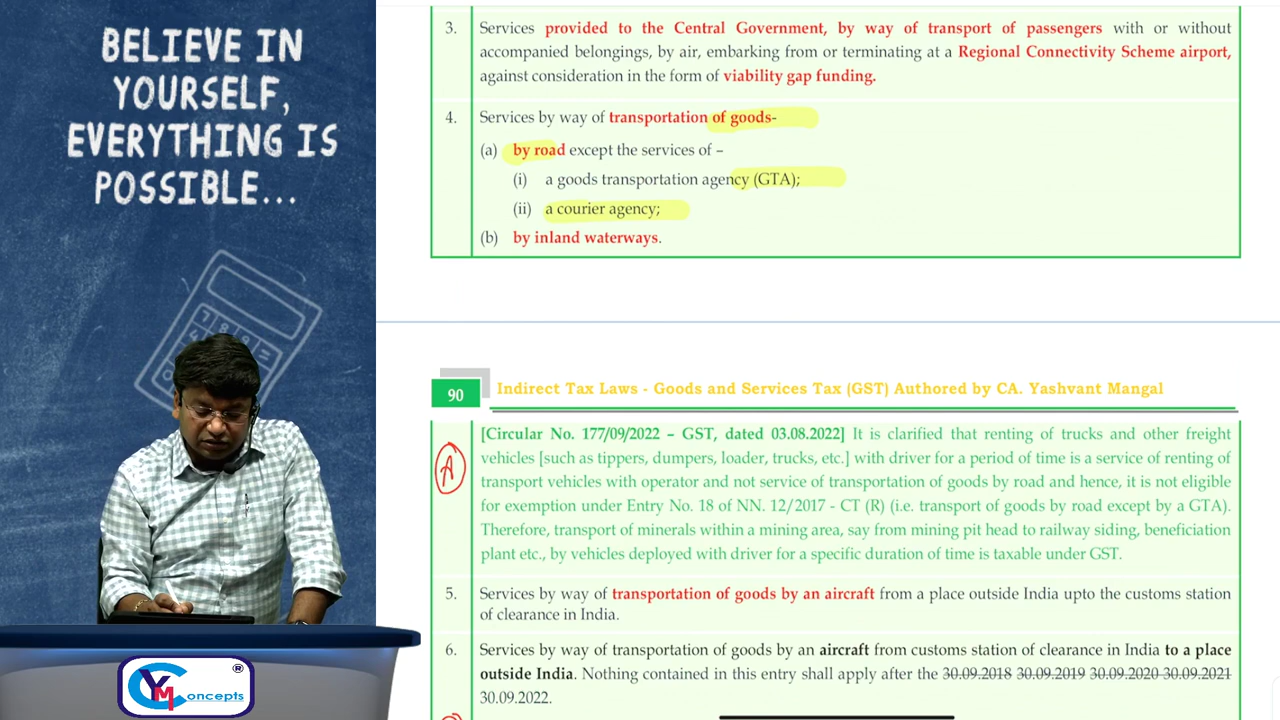 BELIEVE IN
YOURSELF,
EVERYTHING IS
POSSIBLE...
CYM Concepts ®
3. Services provided to the Central Government, by way of transport of passengers with or without
accompanied belongings, by air, embarking from or terminating at a Regional Connectivity Scheme airport,
against consideration in the form of viability gap funding.
4. Services by way of transportation of goods-
(a) by road except the services of –
(i) a goods transportation agency (GTA);
(ii) a courier agency;
(b) by inland waterways.
90 Indirect Tax Laws - Goods and Services Tax (GST) Authored by CA. Yashvant Mangal
A
[Circular No. 177/09/2022 – GST, dated 03.08.2022] It is clarified that renting of trucks and other freight
vehicles [such as tippers, dumpers, loader, trucks, etc.] with driver for a period of time is a service of renting of
transport vehicles with operator and not service of transportation of goods by road and hence, it is not eligible
for exemption under Entry No. 18 of NN. 12/2017 - CT (R) (i.e. transport of goods by road except by a GTA).
Therefore, transport of minerals within a mining area, say from mining pit head to railway siding, beneficiation
plant etc., by vehicles deployed with driver for a specific duration of time is taxable under GST.
5. Services by way of transportation of goods by an aircraft from a place outside India upto the customs station
of clearance in India.
6. Services by way of transportation of goods by an aircraft from customs station of clearance in India to a place
outside India. Nothing contained in this entry shall apply after the 30.09.2018 30.09.2019 30.09.2020 30.09.2021
30.09.2022.